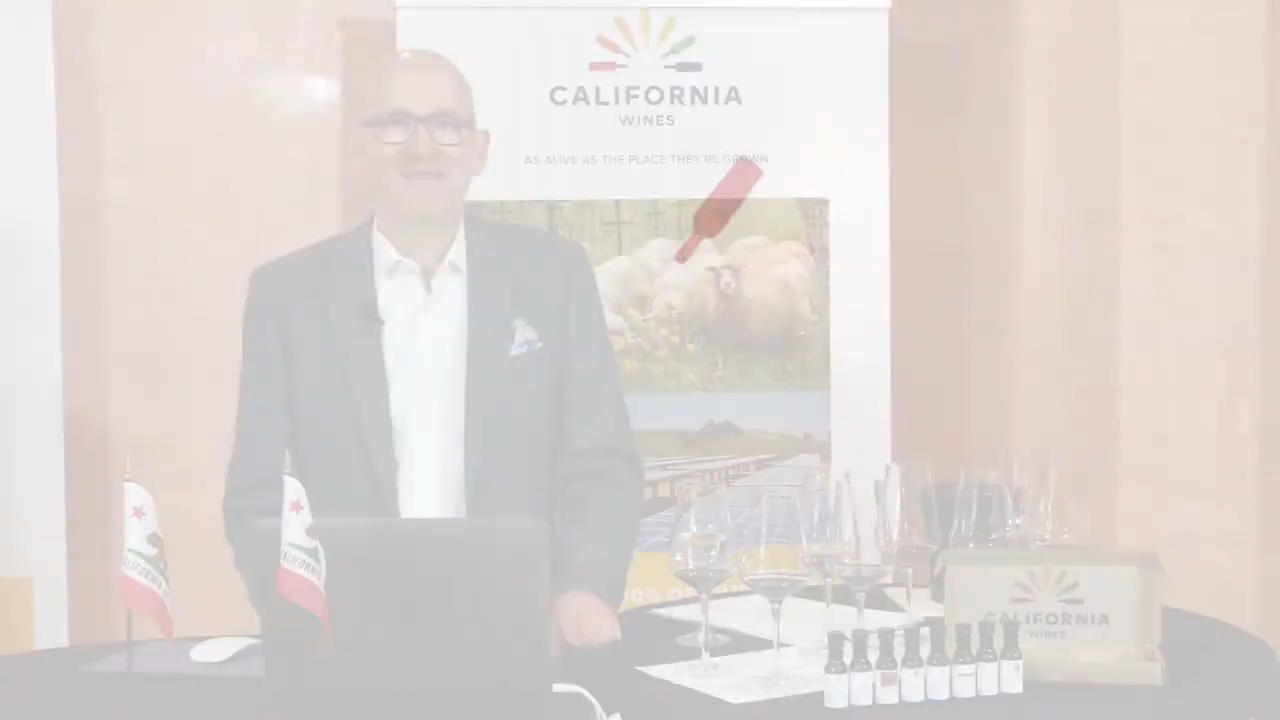 CALIFORNIA
WINES
AS ALIVE AS THE PLACE THEY'RE GROWN
CALIFORNIA
WINES